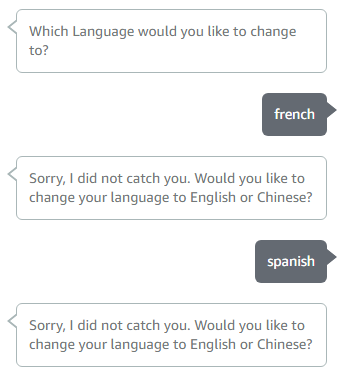 Which Language would you like to change
to?
french
Sorry, I did not catch you. Would you like to
change your language to English or Chinese?
spanish
Sorry, I did not catch you. Would you like to
change your language to English or Chinese?